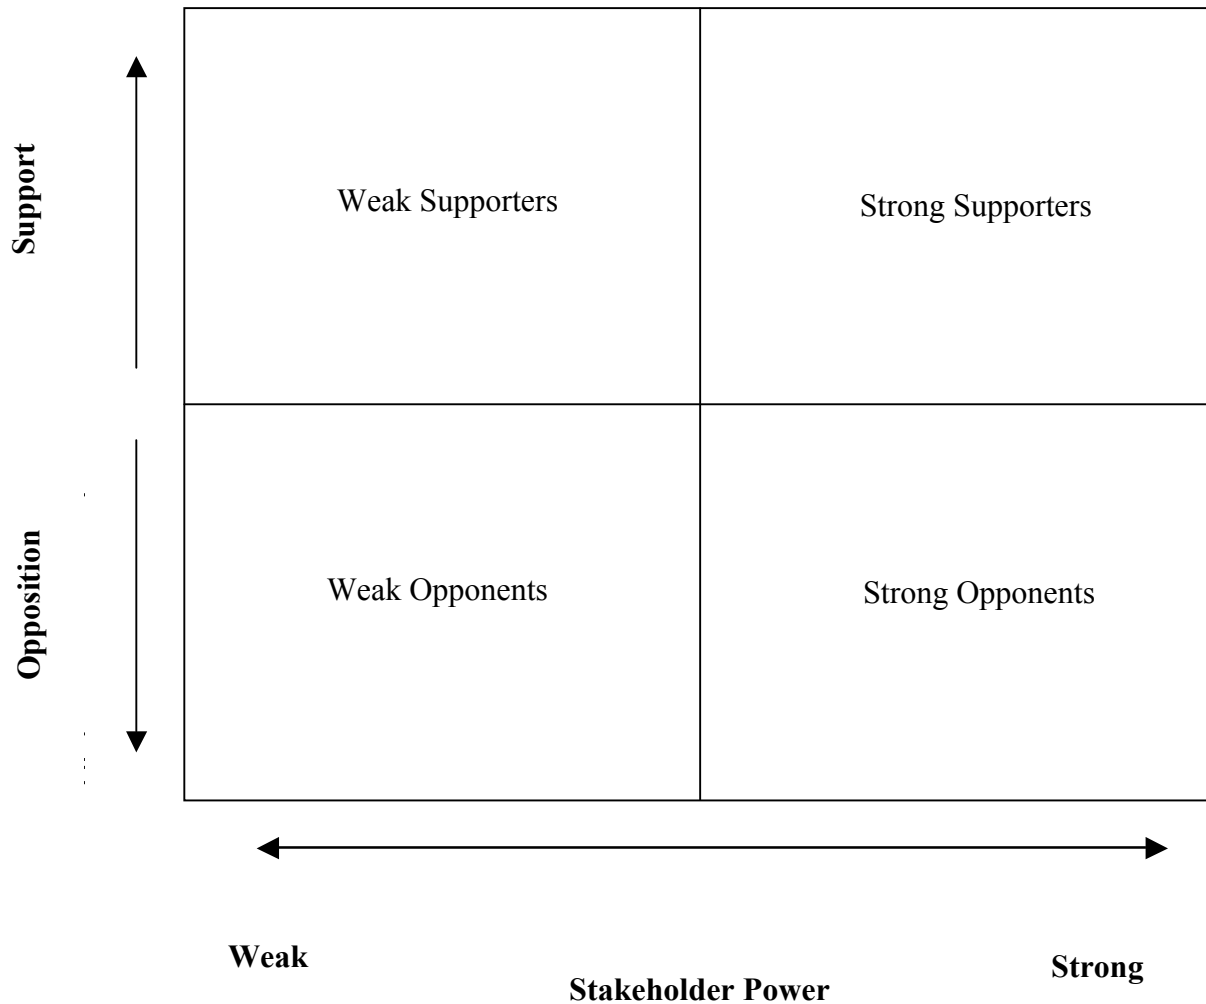 Support
Weak Supporters
Strong Supporters
Opposition
Weak Opponents
Strong Opponents
Weak
Strong
Stakeholder Power